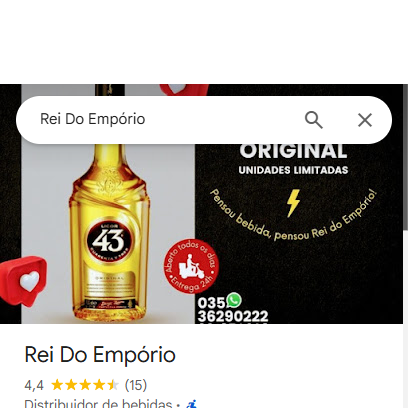 Rei Do Empório
ORIGINAL
UNIDADES LIMITADAS
Pensou bebida, pensou Rei do Empório!
LICOR
43
ORIGINAL
Aberto todos os dias
• Entrega 24h •
035
36290222
Rei Do Empório
4,4 (15)
Distribuidor de bebidas ·